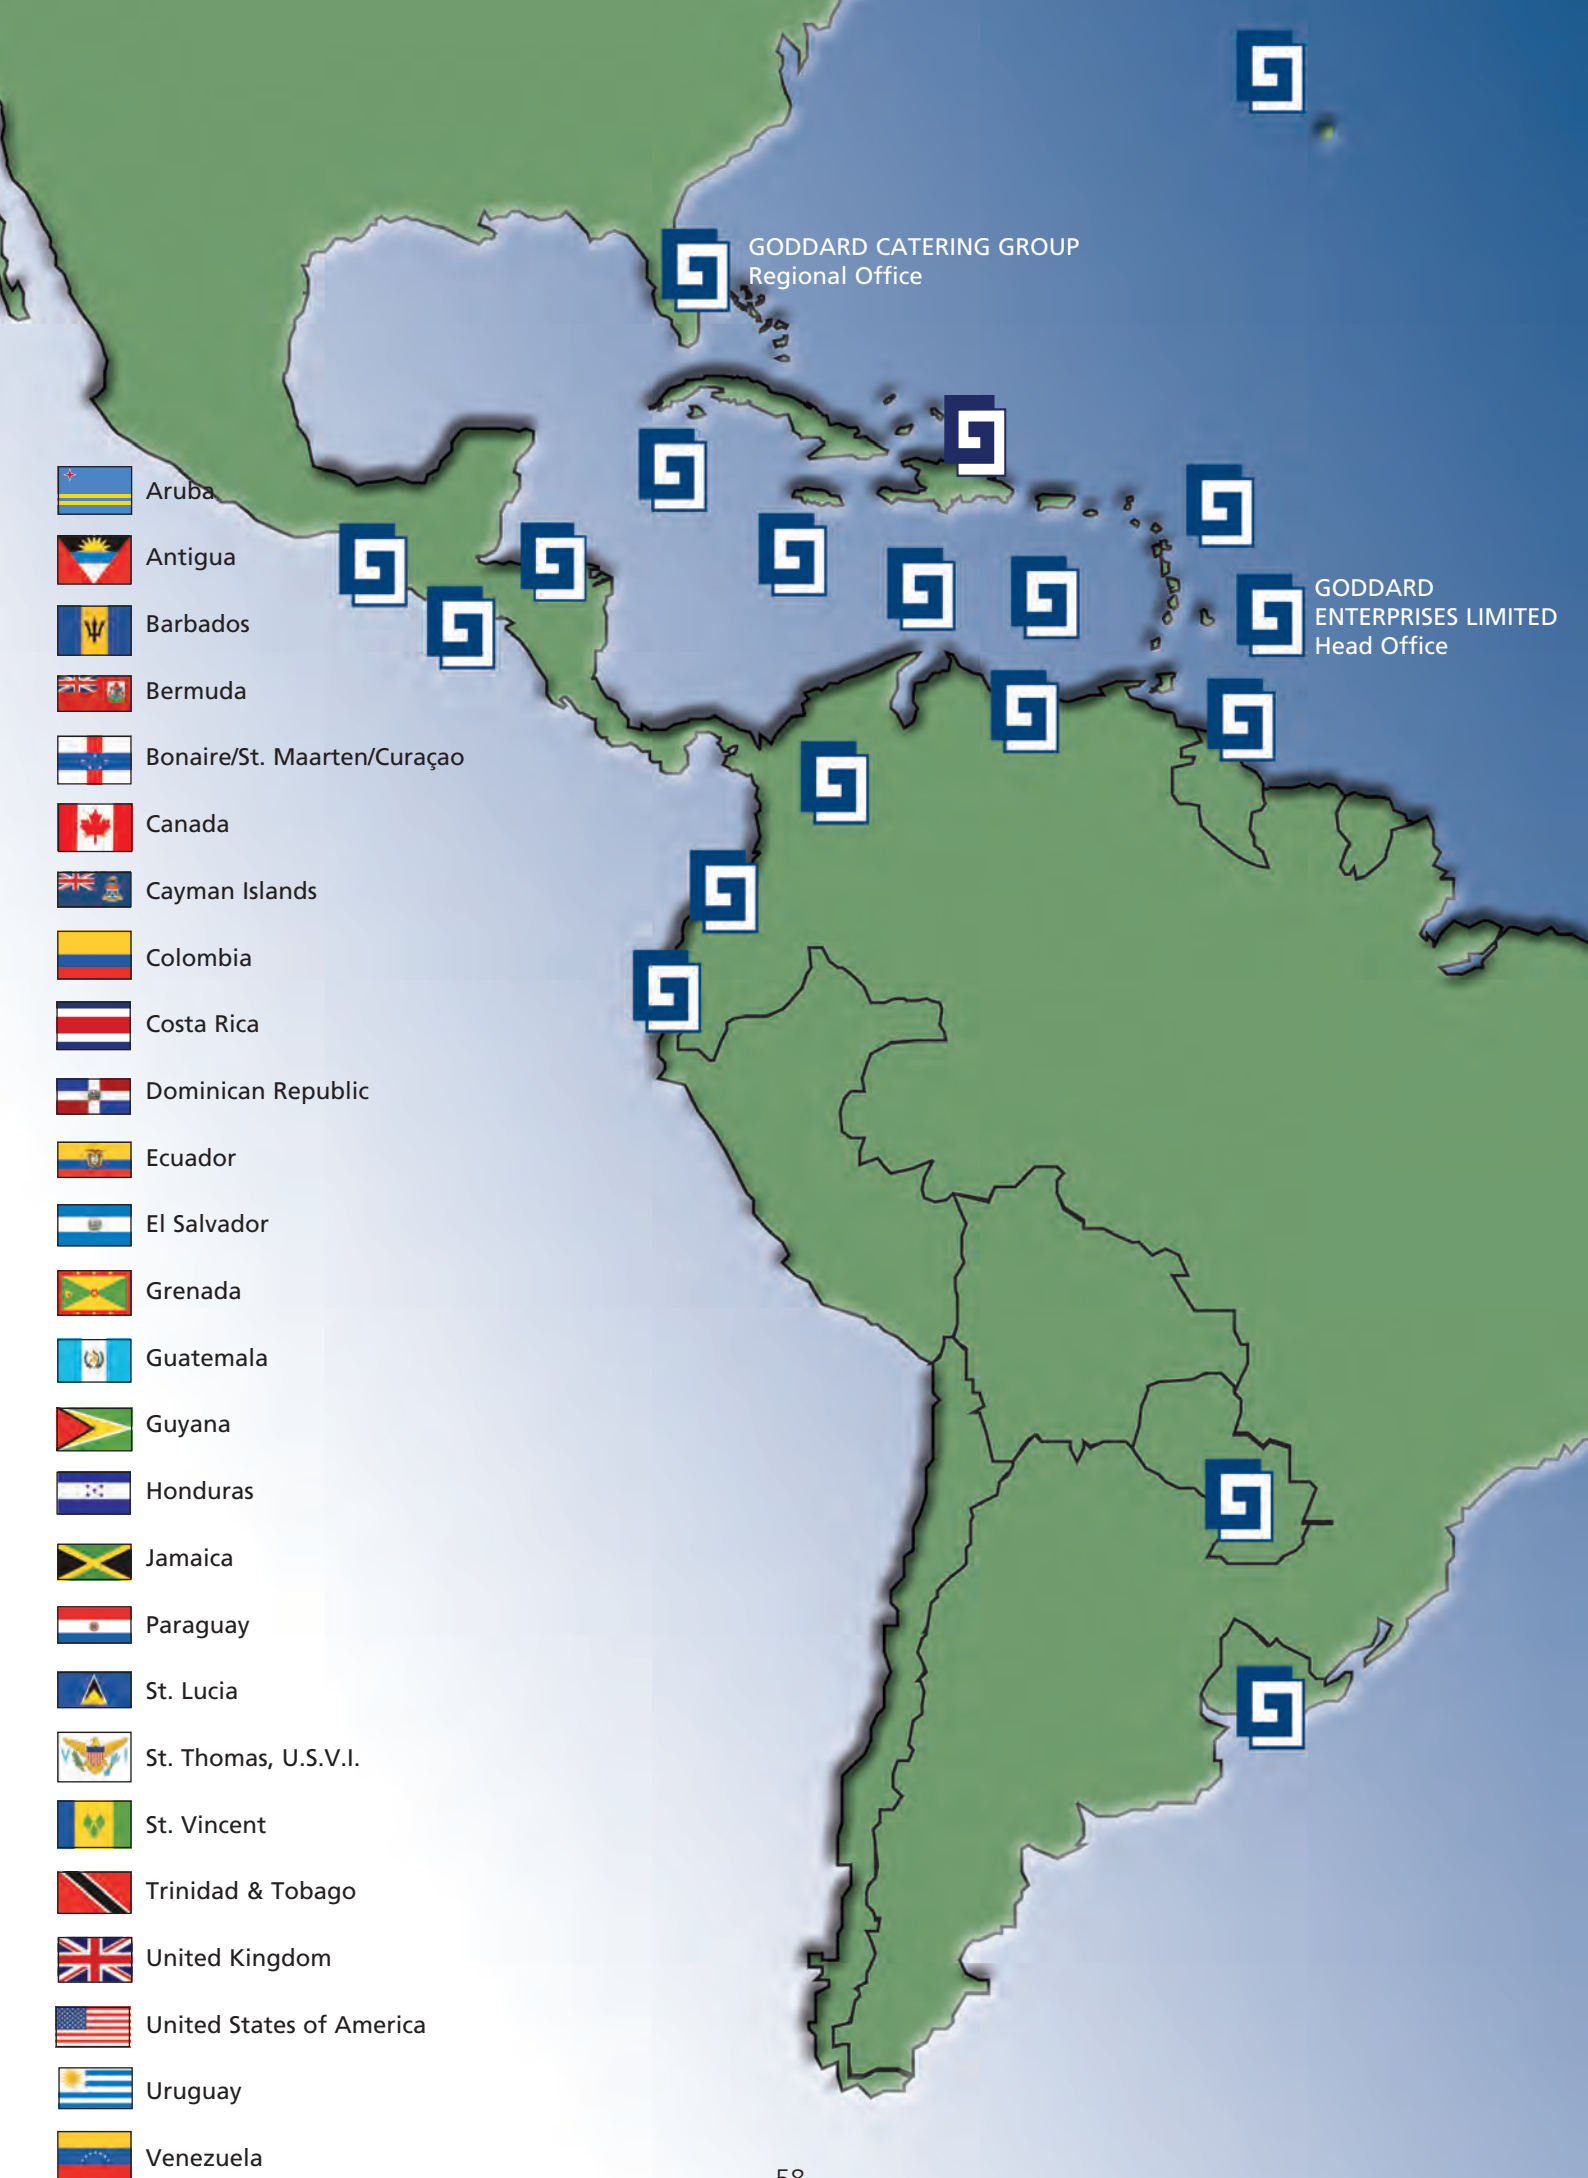 GODDARD CATERING GROUP
Regional Office
GODDARD
ENTERPRISES LIMITED
Head Office
Aruba
Antigua
Barbados
Bermuda
Bonaire/St. Maarten/Curaçao
Canada
Cayman Islands
Colombia
Costa Rica
Dominican Republic
Ecuador
El Salvador
Grenada
Guatemala
Guyana
Honduras
Jamaica
Paraguay
St. Lucia
St. Thomas, U.S.V.I.
St. Vincent
Trinidad & Tobago
United Kingdom
United States of America
Uruguay
Venezuela
58